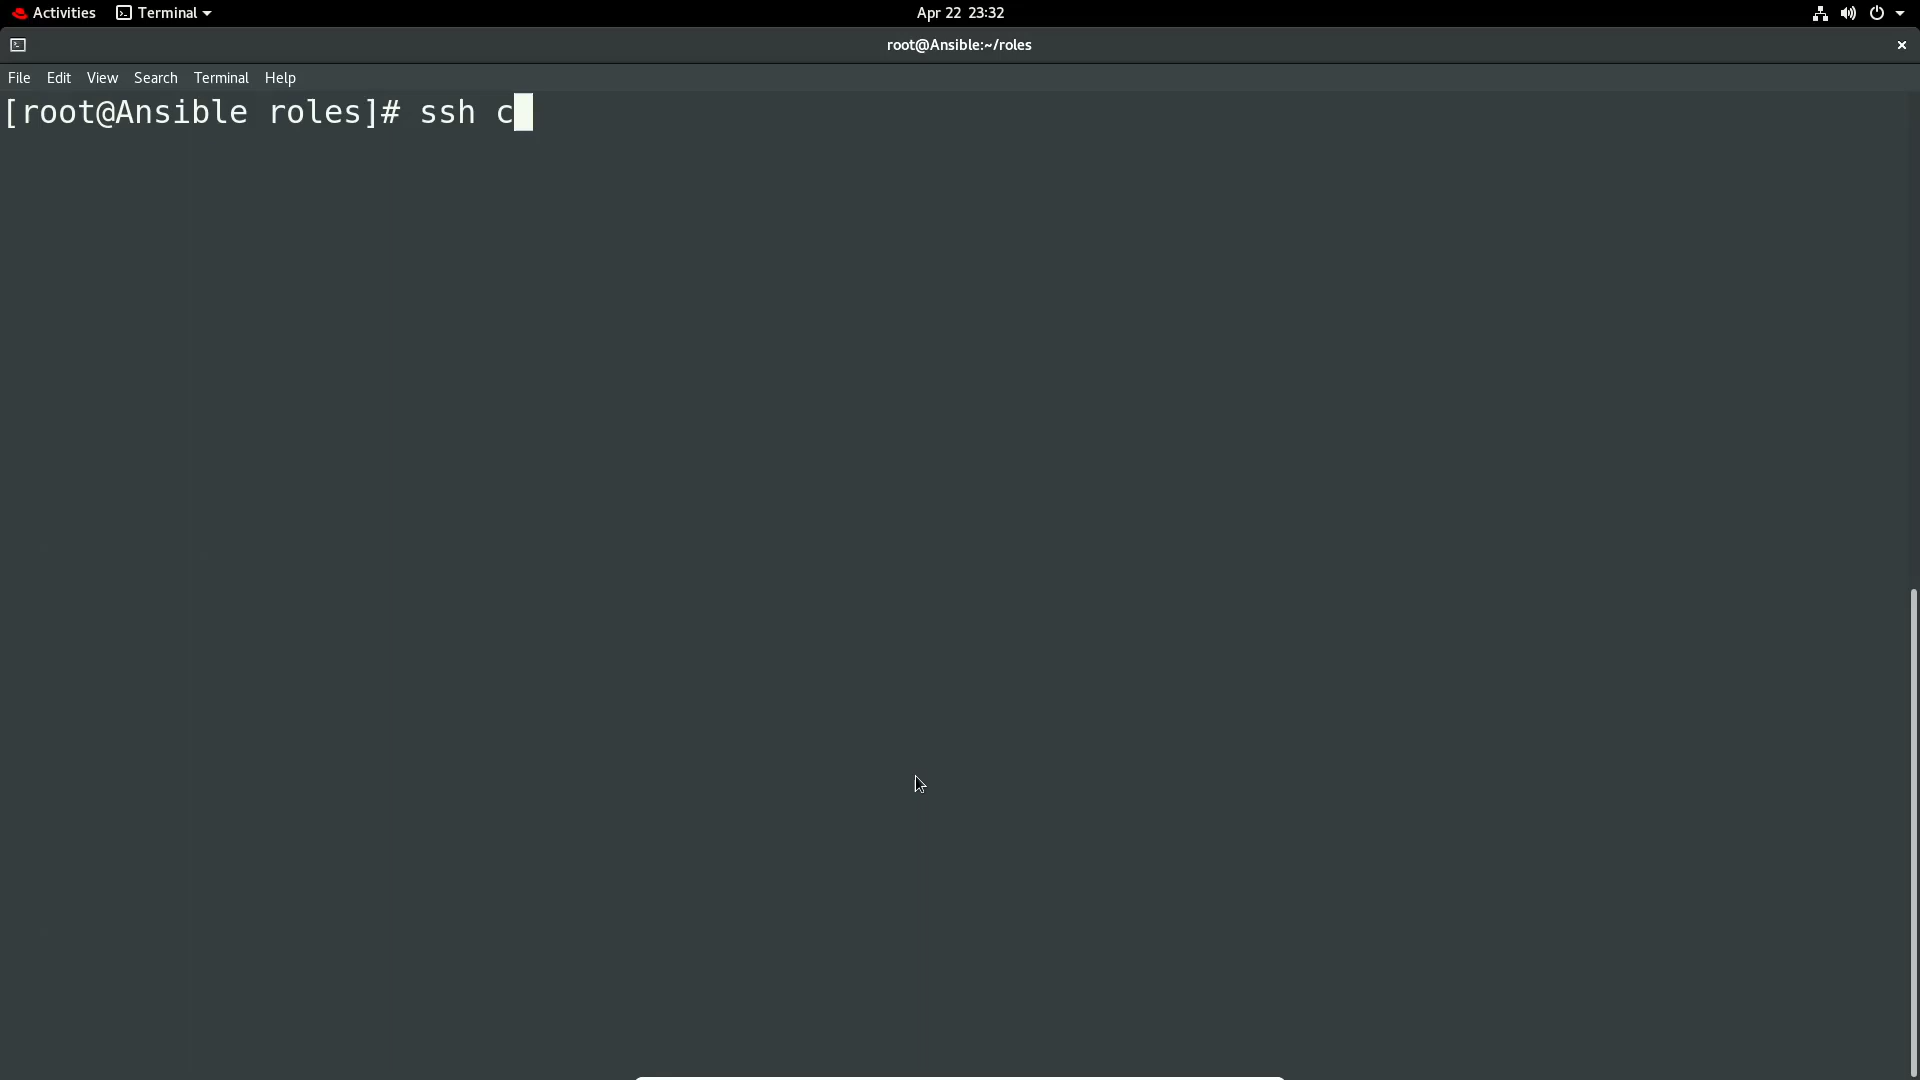 Activities Terminal Apr 22 23:32
root@Ansible:~/roles
File Edit View Search Terminal Help
[root@Ansible roles]# ssh c